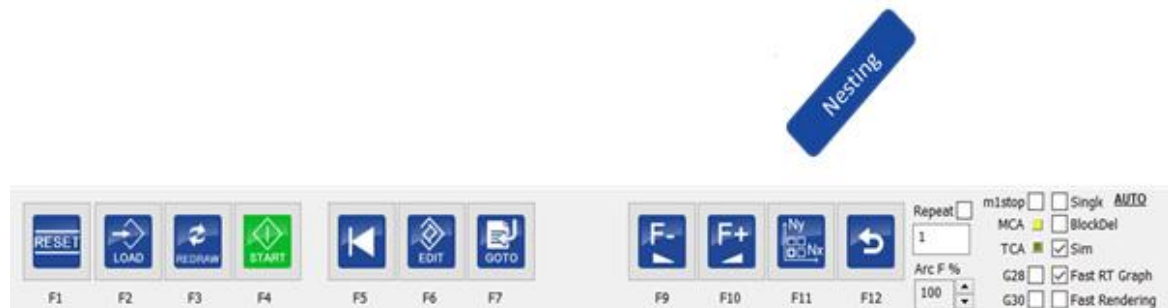 Nesting
RESET
LOAD
REDRAW
START
EDIT
GOTO
F-
F+
Ny
Nx
F1 F2 F3 F4 F5 F6 F7 F9 F10 F11 F12
Repeat
1
Arc F %
100
m1stop Singlk AUTO
MCA BlockDel
TCA Sim
G28 Fast RT Graph
G30 Fast Rendering